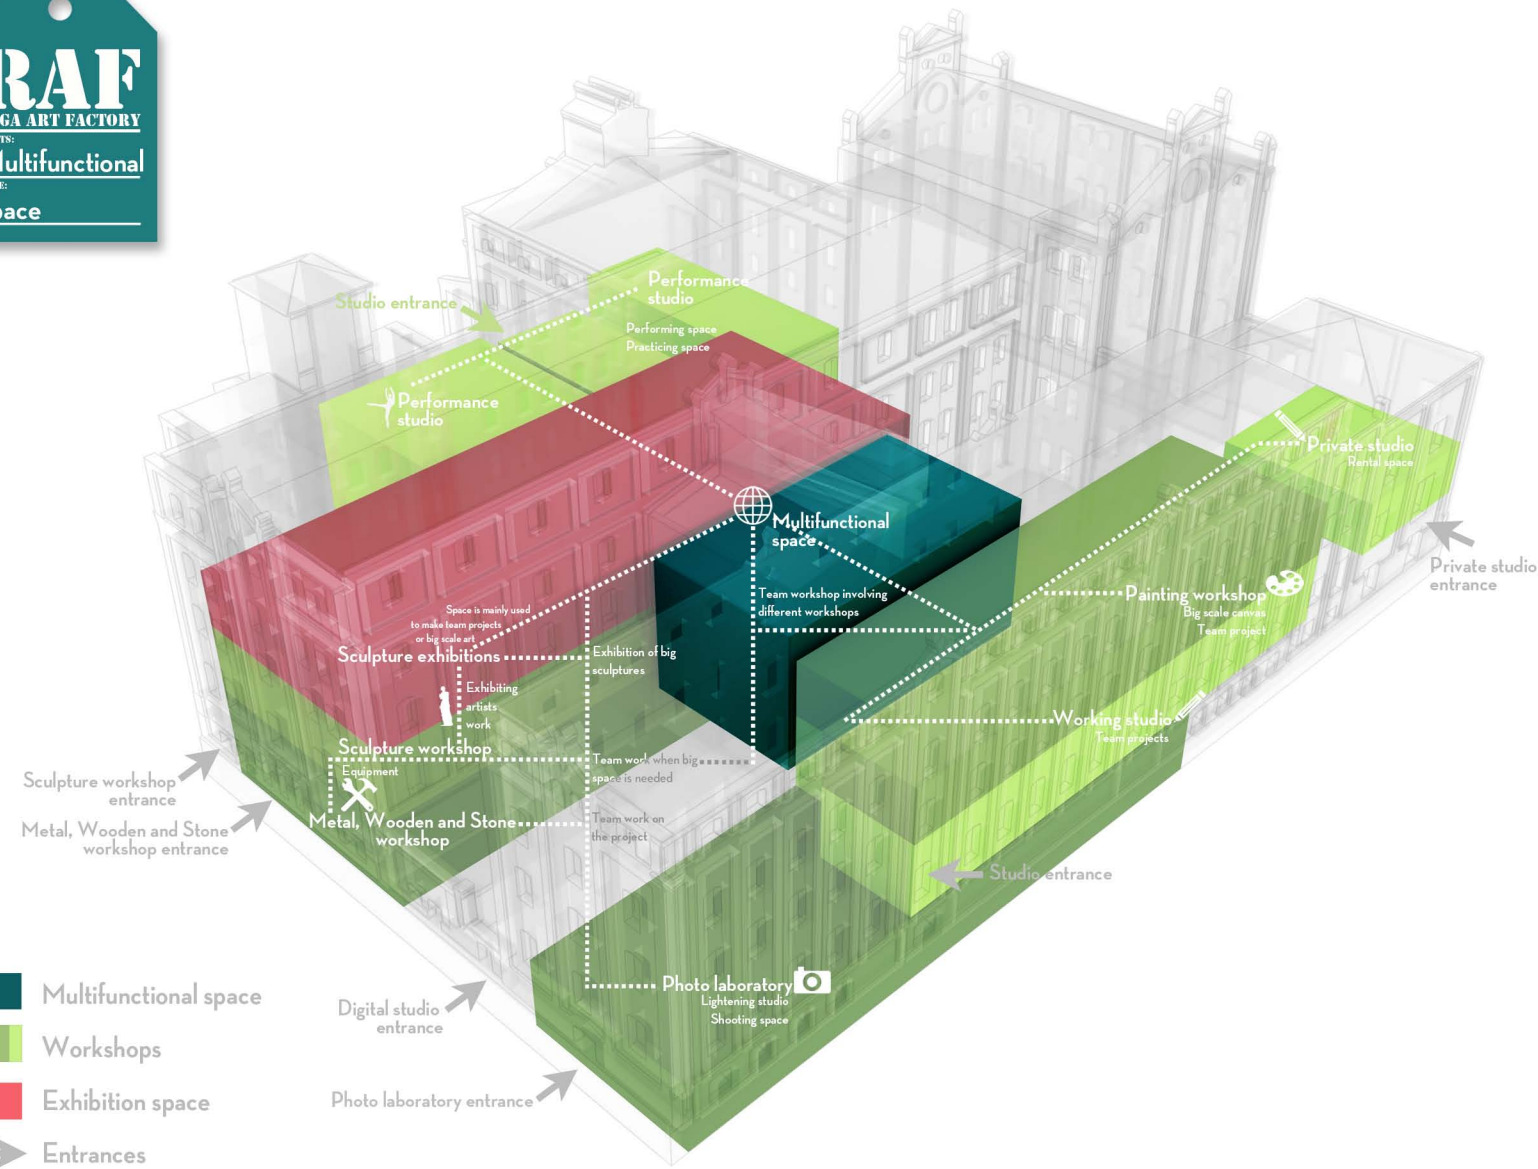 RAF
GA ART FACTORY
TS:
Multifunctional
E:
pace
Studio entrance
Performance
studio
Performing space
Practicing space
Performance
studio
Private studio
Rental space
Private studio
entrance
Multifunctional
space
Team workshop involving
different workshops
Painting workshop
Big scale canvas
Team project
Space is mainly used
to make team projects
or big scale art
Sculpture exhibitions
Exhibition of big
sculptures
Exhibiting
artists
work
Working studio
Team projects
Sculpture workshop
Equipment
Team work when big
space is needed
Sculpture workshop
entrance
Metal, Wooden and Stone
workshop entrance
Metal, Wooden and Stone
workshop
Team work on
the project
Studio entrance
Photo laboratory
Lightening studio
Shooting space
Digital studio
entrance
Photo laboratory entrance
Multifunctional space
Workshops
Exhibition space
Entrances